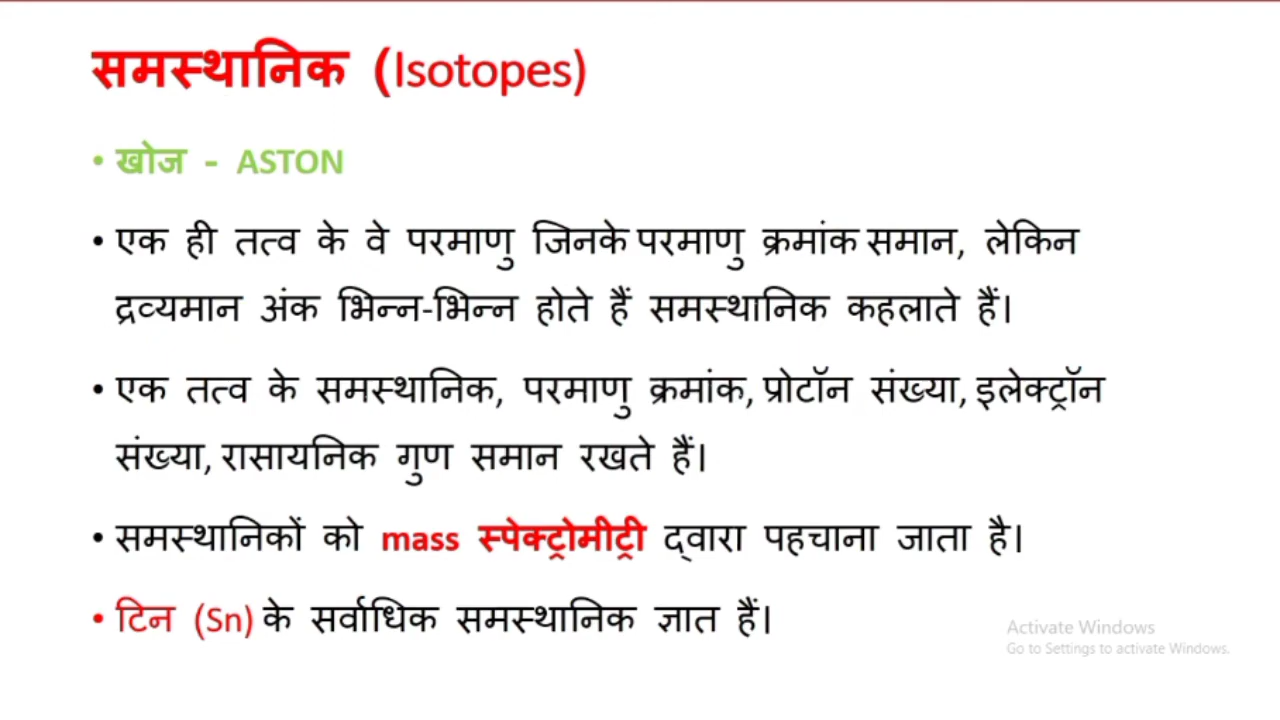 समस्थानिक (Isotopes)
• खोज - ASTON
• एक ही तत्व के वे परमाणु जिनके परमाणु क्रमांक समान, लेकिन
द्रव्यमान अंक भिन्न-भिन्न होते हैं समस्थानिक कहलाते हैं।
• एक तत्व के समस्थानिक, परमाणु क्रमांक, प्रोटॉन संख्या, इलेक्ट्रॉन
संख्या, रासायनिक गुण समान रखते हैं।
• समस्थानिकों को mass स्पेक्ट्रोमीट्री द्वारा पहचाना जाता है।
• टिन (Sn) के सर्वाधिक समस्थानिक ज्ञात हैं।
Activate Windows
Go to Settings to activate Windows.